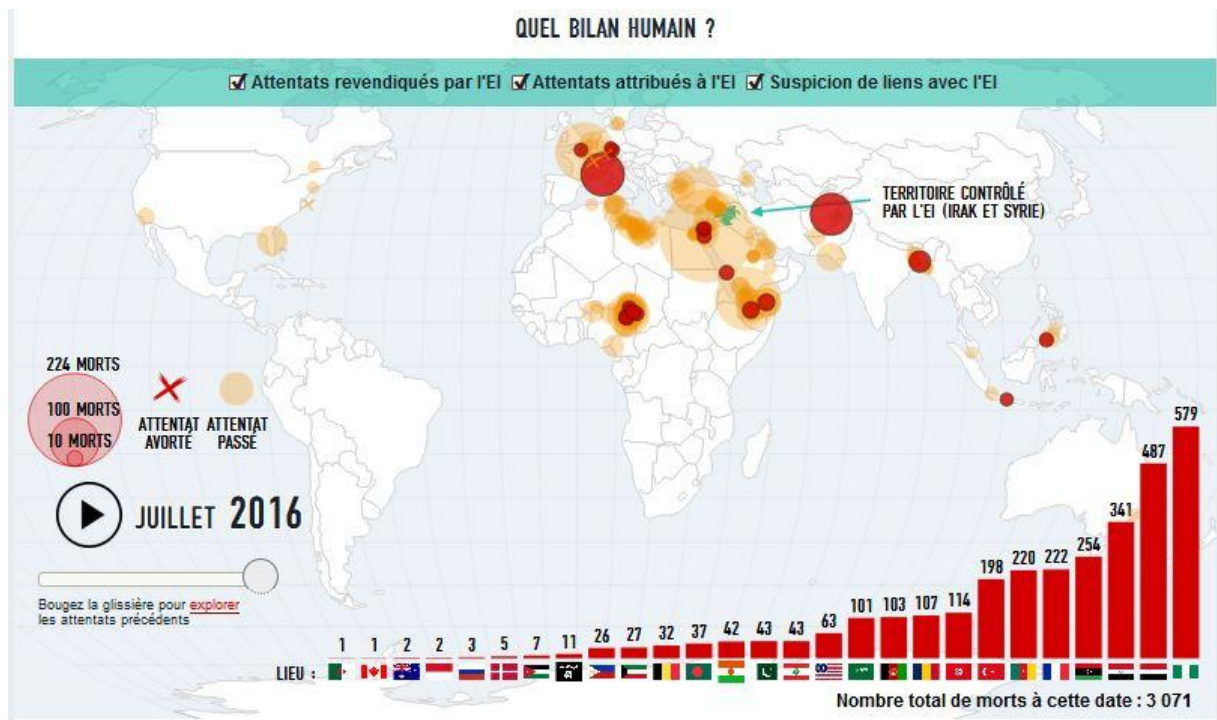 QUEL BILAN HUMAIN ?
Attentats revendiqués par l'EI Attentats attribués à l'EI Suspicion de liens avec l'EI
TERRITOIRE CONTRÔLÉ
PAR L'EI (IRAK ET SYRIE)
224 MORTS
100 MORTS
10 MORTS
ATTENTAT
AVORTÉ
ATTENTAT
PASSÉ
JUILLET 2016
Bougez la glissière pour explorer
les attentats précédents
1 1 2 2 3 5 7 11 26 27 32 37 42 43 43 63 101 103 107 114 198 220 222 254 341 487 579
LIEU :
Nombre total de morts à cette date : 3 071